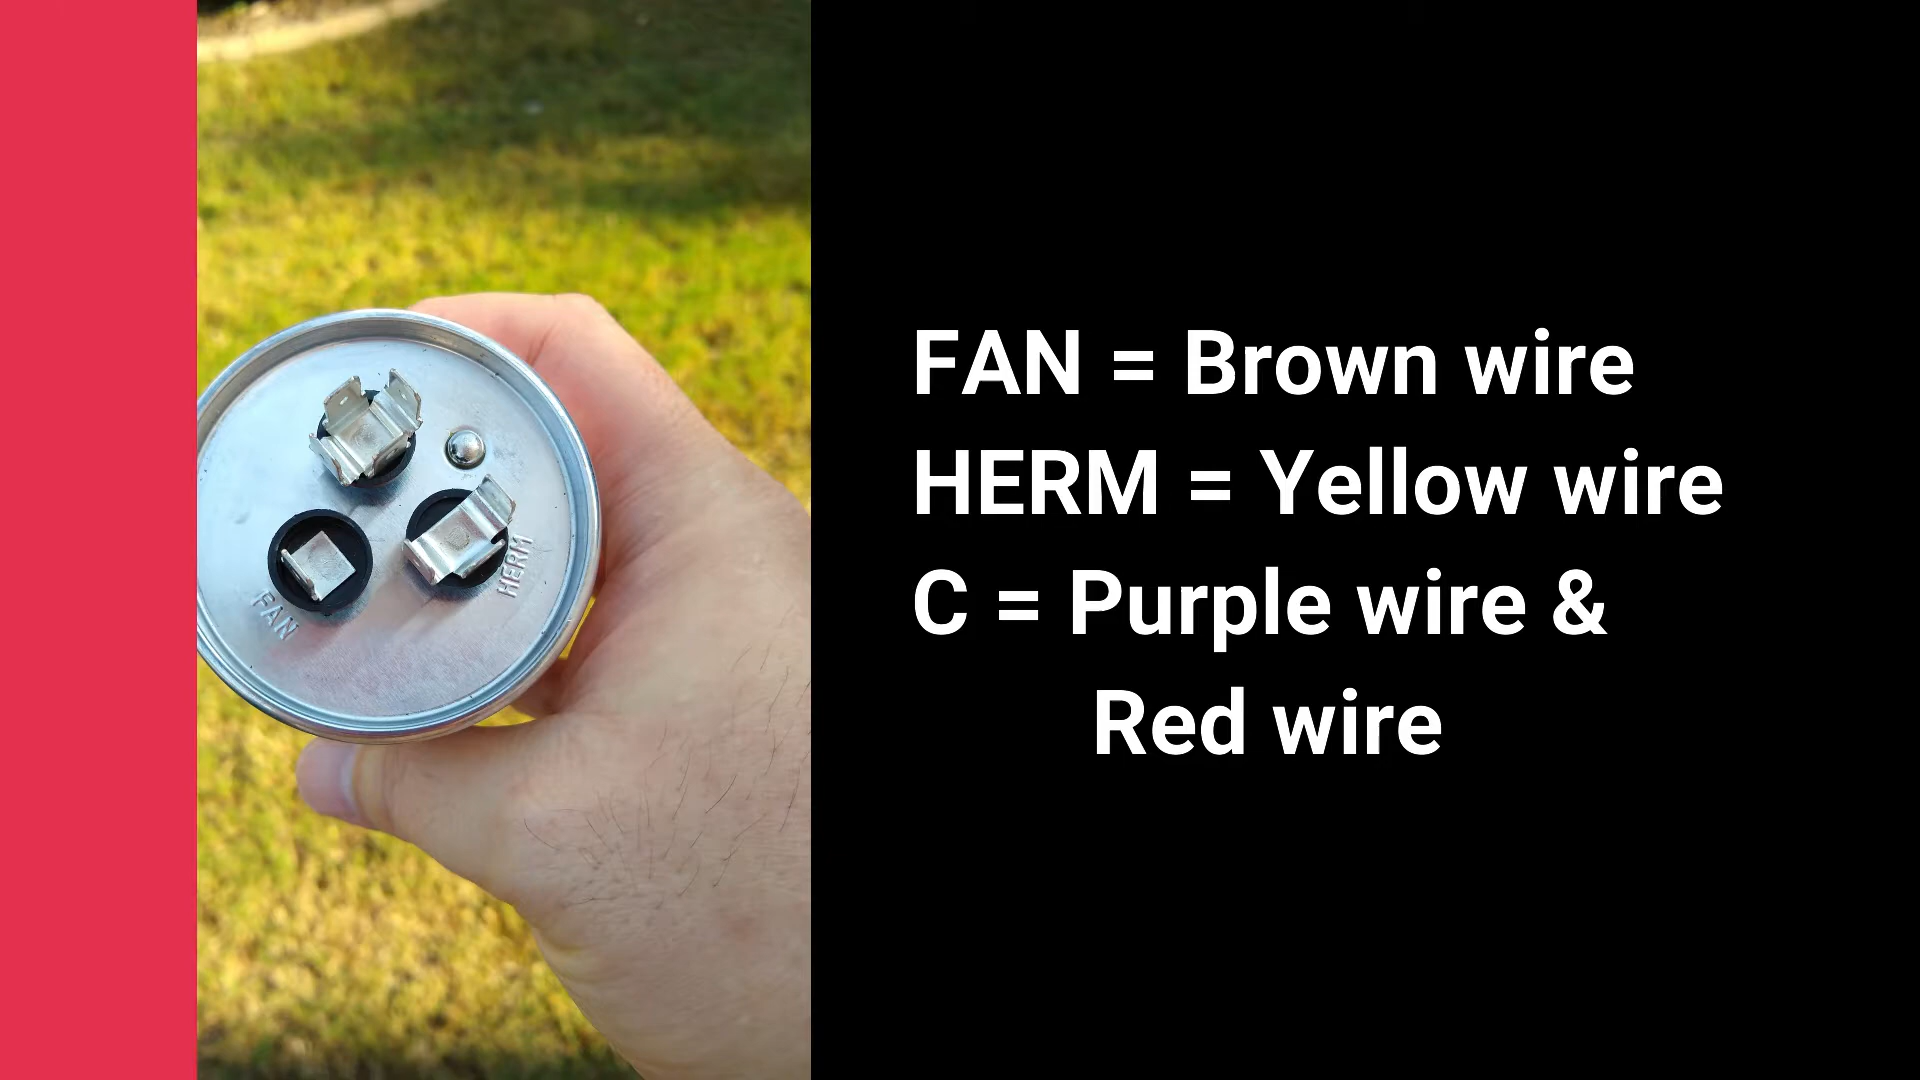 FAN = Brown wire
HERM = Yellow wire
C = Purple wire &
Red wire
FAN
HERM